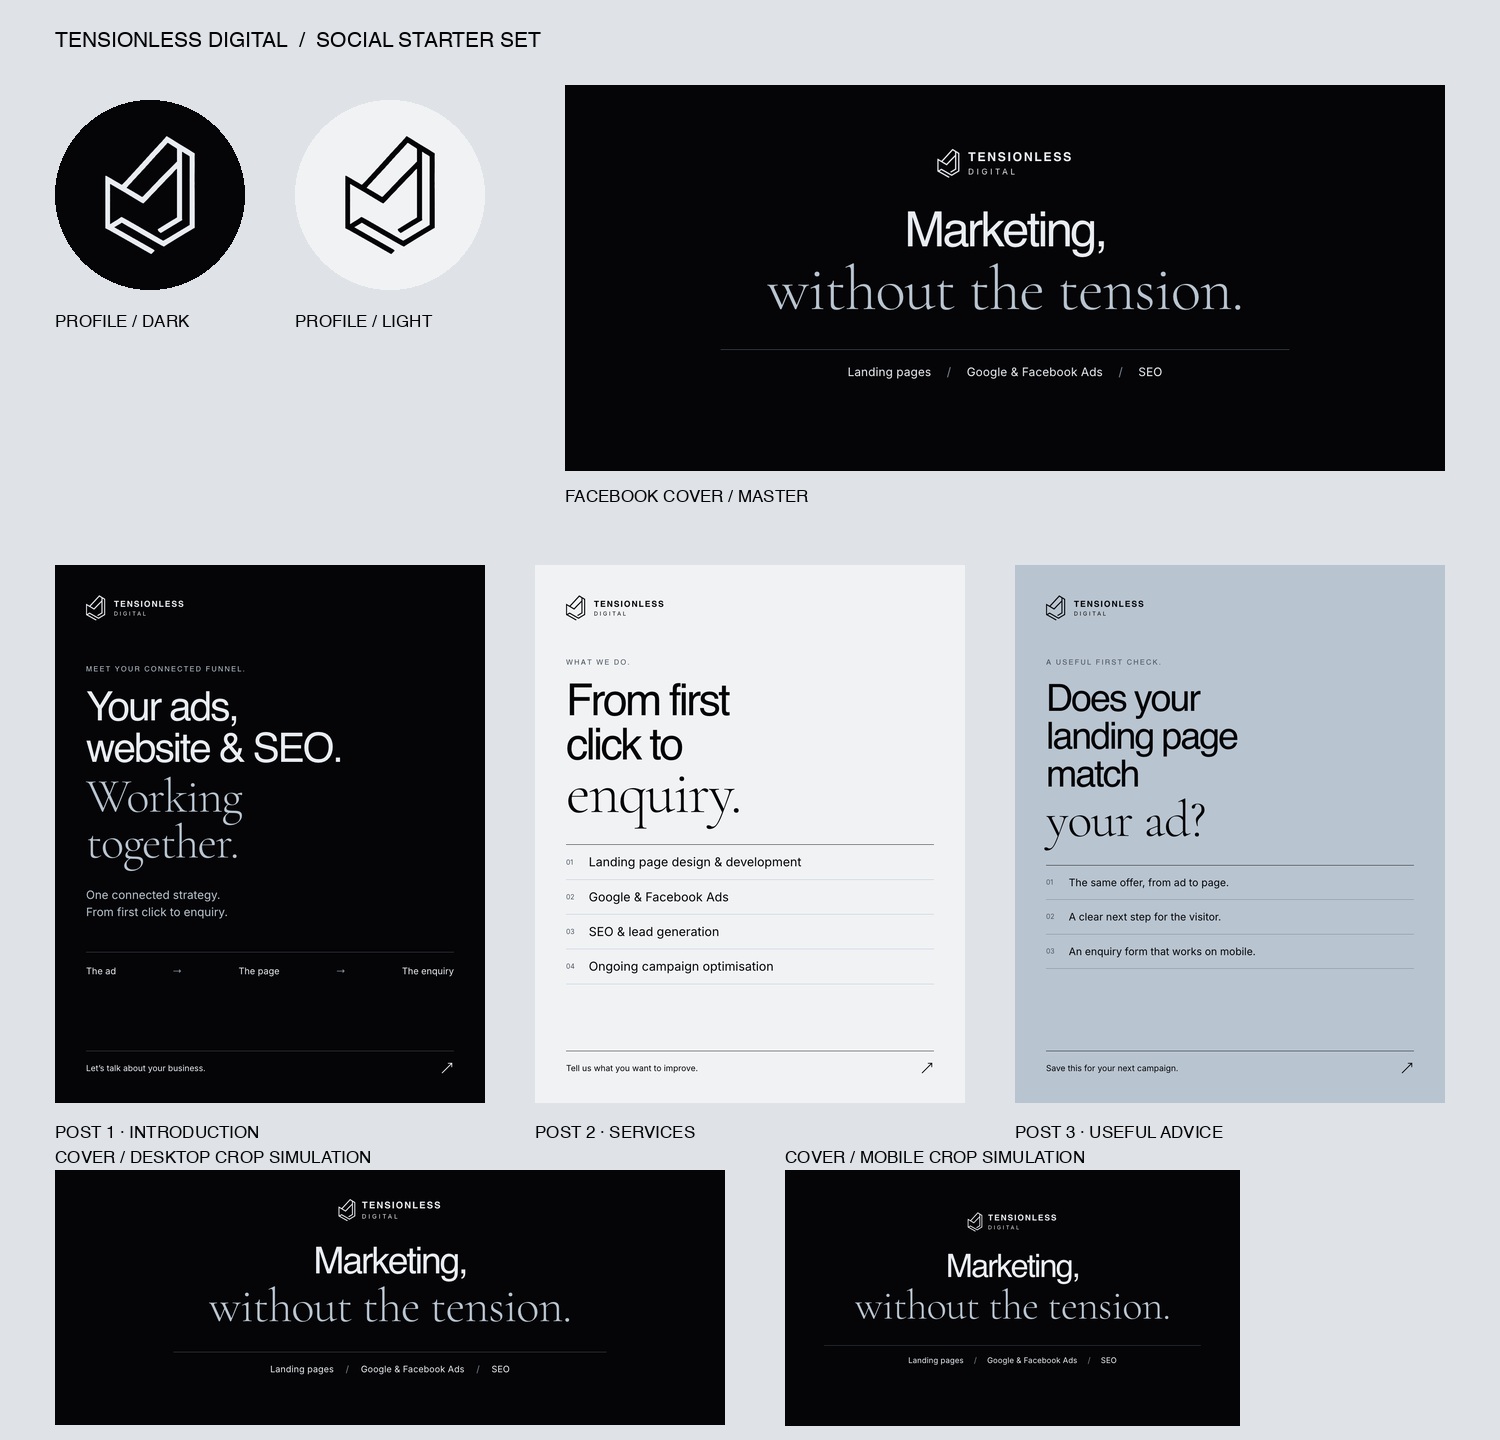 TENSIONLESS DIGITAL / SOCIAL STARTER SET
PROFILE / DARK
PROFILE / LIGHT
TENSIONLESS
DIGITAL
Marketing,
without the tension.
Landing pages / Google & Facebook Ads / SEO
FACEBOOK COVER / MASTER
TENSIONLESS
DIGITAL
MEET YOUR CONNECTED FUNNEL.
Your ads,
website & SEO.
Working
together.
One connected strategy.
From first click to enquiry.
The ad → The page → The enquiry
Let's talk about your business.
POST 1 · INTRODUCTION
TENSIONLESS
DIGITAL
WHAT WE DO.
From first
click to
enquiry.
01 Landing page design & development
02 Google & Facebook Ads
03 SEO & lead generation
04 Ongoing campaign optimisation
Tell us what you want to improve.
POST 2 · SERVICES
TENSIONLESS
DIGITAL
A USEFUL FIRST CHECK.
Does your
landing page
match
your ad?
01 The same offer, from ad to page.
02 A clear next step for the visitor.
03 An enquiry form that works on mobile.
Save this for your next campaign.
POST 3 · USEFUL ADVICE
COVER / DESKTOP CROP SIMULATION
TENSIONLESS
DIGITAL
Marketing,
without the tension.
Landing pages / Google & Facebook Ads / SEO
COVER / MOBILE CROP SIMULATION
TENSIONLESS
DIGITAL
Marketing,
without the tension.
Landing pages / Google & Facebook Ads / SEO